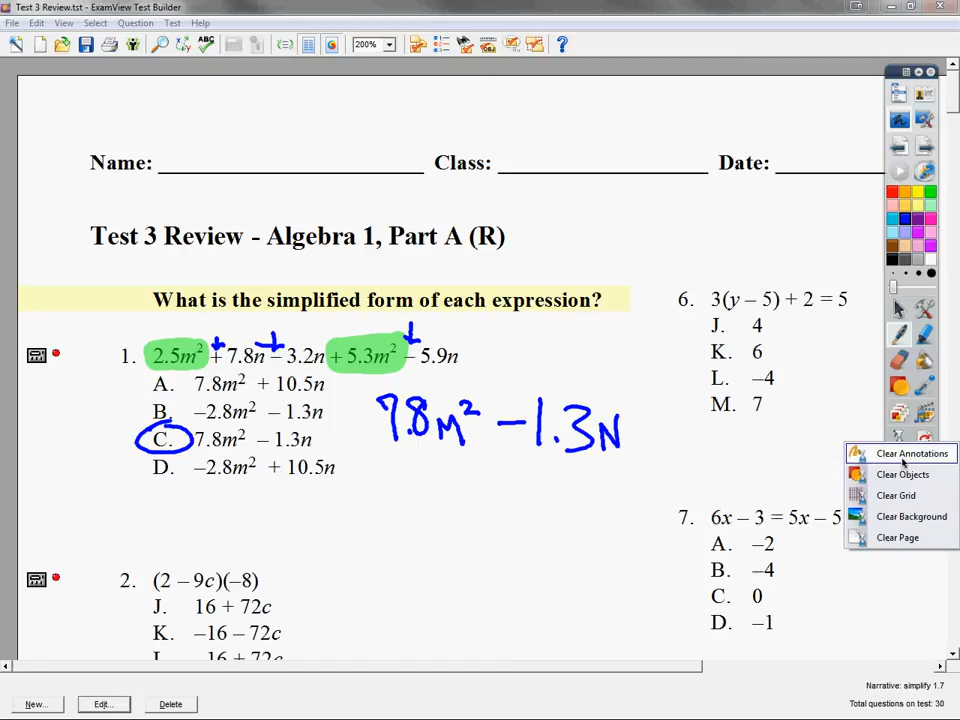 Test 3 Review.tst - ExamView Test Builder
File Edit View Select Question Test Help
200%
Name: Class: Date:
Test 3 Review - Algebra 1, Part A (R)
What is the simplified form of each expression?
1. 2.5m² + 7.8n – 3.2n + 5.3m² – 5.9n
A. 7.8m² + 10.5n
B. –2.8m² – 1.3n
C. 7.8m² – 1.3n
D. –2.8m² + 10.5n
7.8M² – 1.3N
2. (2 – 9c)(–8)
J. 16 + 72c
K. –16 – 72c
L. –16 + 72c
6. 3(y – 5) + 2 = 5
J. 4
K. 6
L. –4
M. 7
7. 6x – 3 = 5x – 5
A. –2
B. –4
C. 0
D. –1
Clear Annotations
Clear Objects
Clear Grid
Clear Background
Clear Page
Narrative: simplify 1.7
New... Edit... Delete Total questions on test: 30